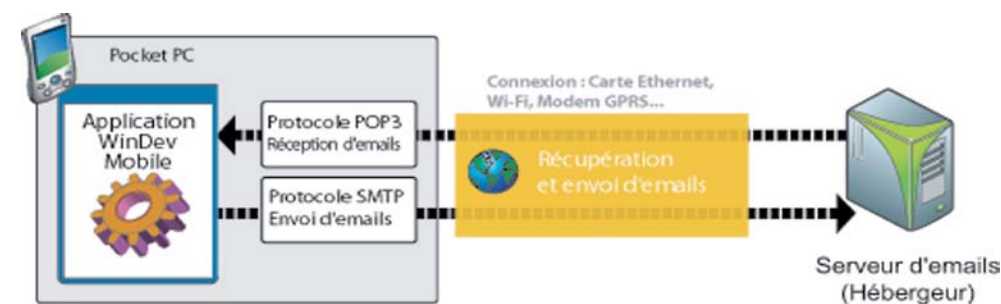 Pocket PC
Application
WinDev
Mobile
Protocole POP3
Réception d'emails
Protocole SMTP
Envoi d'emails
Connexion : Carte Ethernet,
Wi-Fi, Modem GPRS...
Récupération
et envoi d'emails
Serveur d'emails
(Hébergeur)